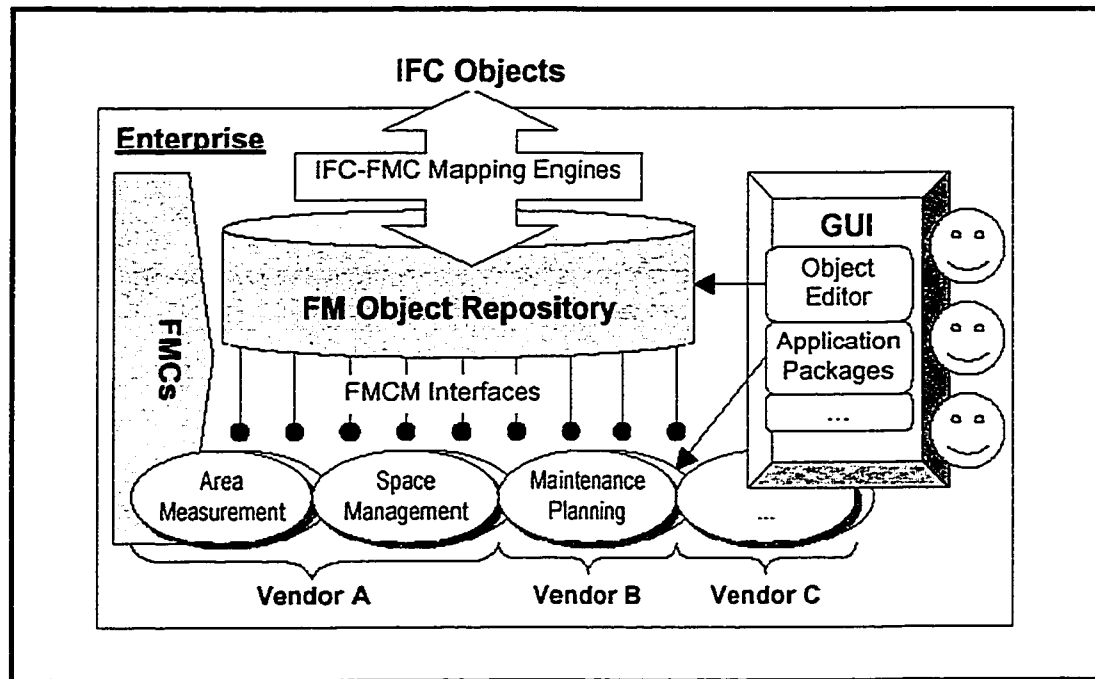 IFC Objects
Enterprise
IFC-FMC Mapping Engines
FMCs
FM Object Repository
FMCM Interfaces
GUI
Object
Editor
Application
Packages
...
Area
Measurement
Space
Management
Maintenance
Planning
...
Vendor A
Vendor B
Vendor C